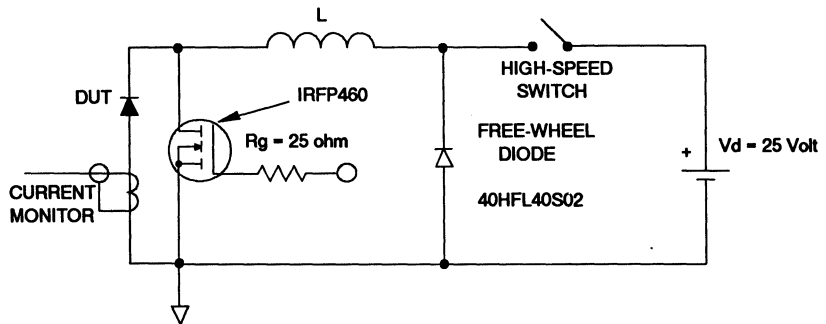 L
HIGH-SPEED
SWITCH
DUT
IRFP460
Rg = 25 ohm
FREE-WHEEL
DIODE
+
Vd = 25 Volt
CURRENT
MONITOR
40HFL40S02